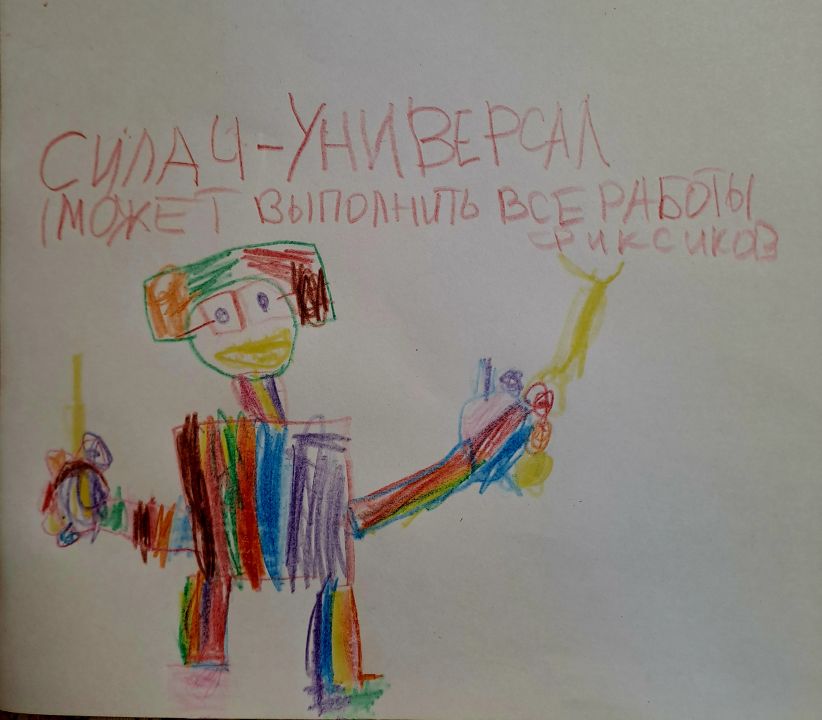 СИЛАЧ-УНИВЕРСАЛ
(МОЖЕТ ВЫПОЛНИТЬ ВСЕ РАБОТЫ
ФИКСИКОВ